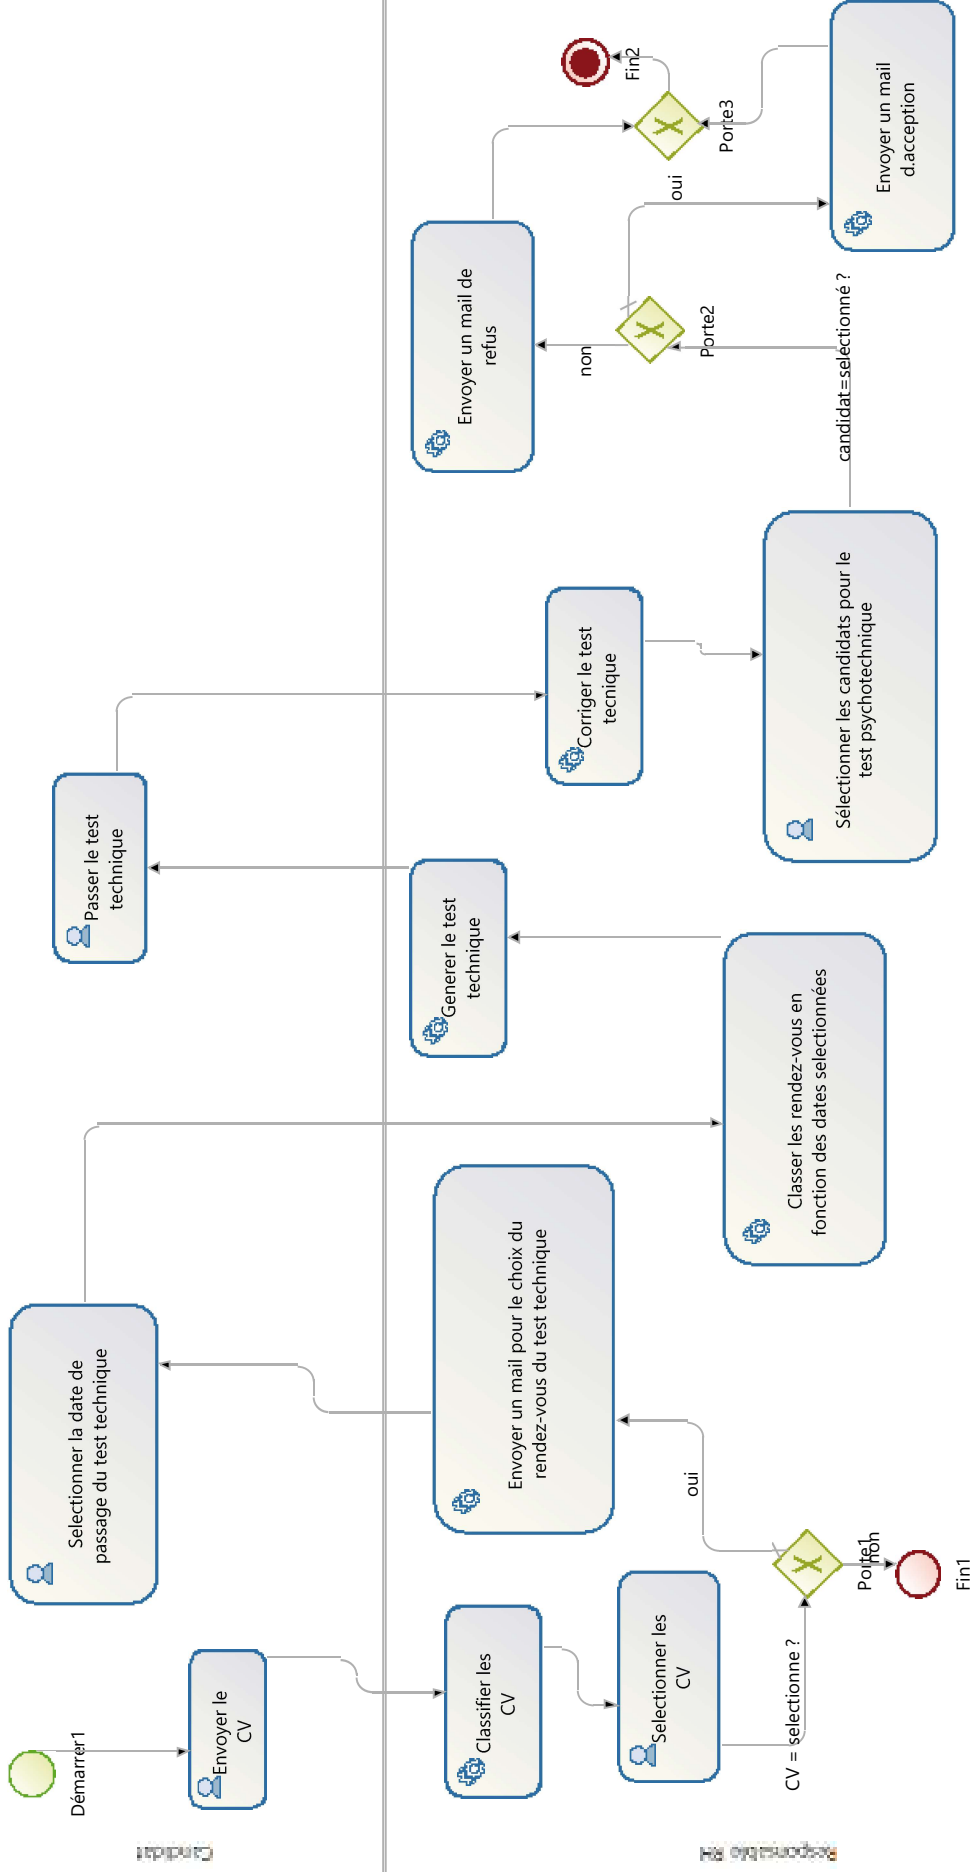 Candidat
Démarrer1
Envoyer le
CV
Selectionner la date de
passage du test technique
Passer le test
technique
Responsable RH
Classifier les
CV
Selectionner les
CV
CV = selectionne ?
Porte1
non
Fin1
oui
Envoyer un mail pour le choix du
rendez-vous du test technique
Classer les rendez-vous en
fonction des dates selectionnées
Generer le test
technique
Corriger le test
tecnique
Sélectionner les candidats pour le
test psychotechnique
candidat=selectionné ?
Porte2
non
oui
Envoyer un mail de
refus
Envoyer un mail
d.acception
Porte3
Fin2